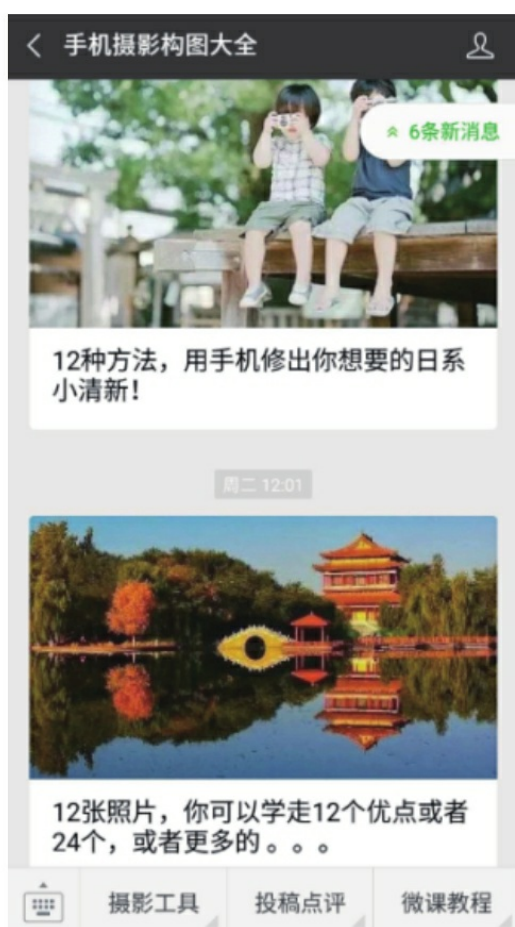 手机摄影构图大全
6条新消息
12种方法，用手机修出你想要的日系
小清新！
周二 12:01
12张照片，你可以学走12个优点或者
24个，或者更多的。。。
摄影工具
投稿点评
微课教程